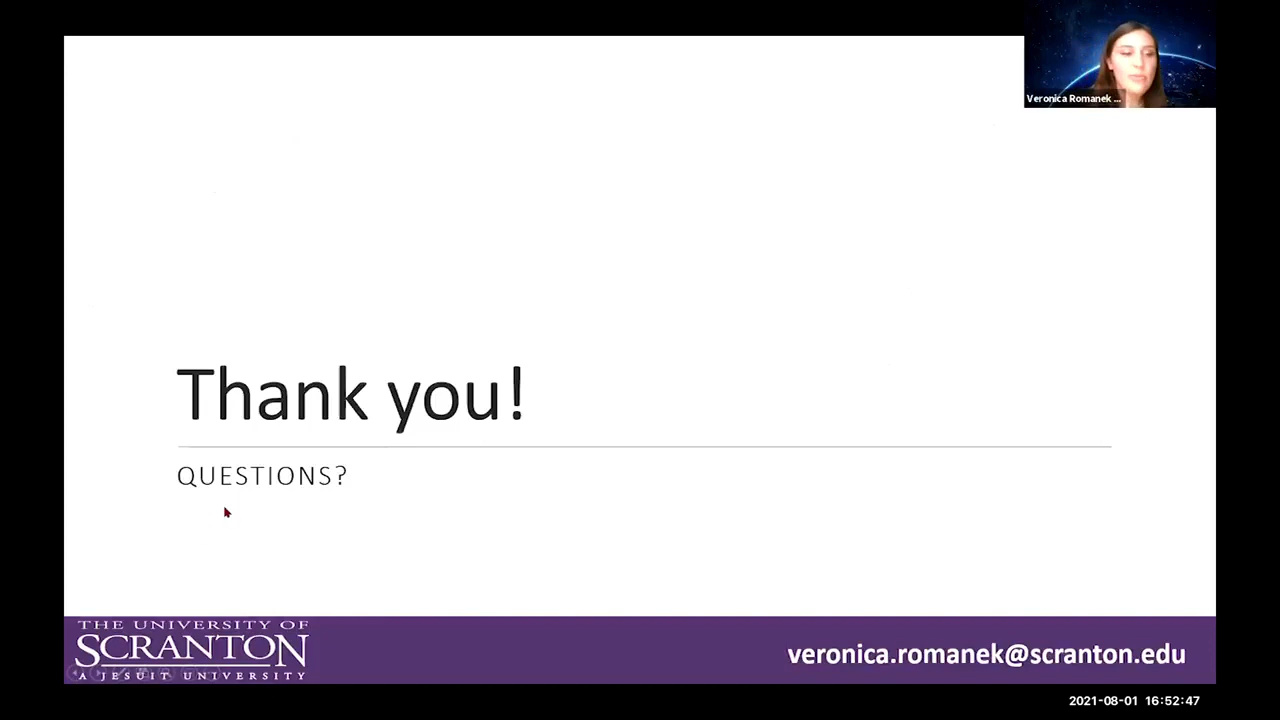 Veronica Romanek ...
Thank you!
QUESTIONS?
THE UNIVERSITY OF
SCRANTON
A JESUIT UNIVERSITY
veronica.romanek@scranton.edu
2021-08-01 16:52:47